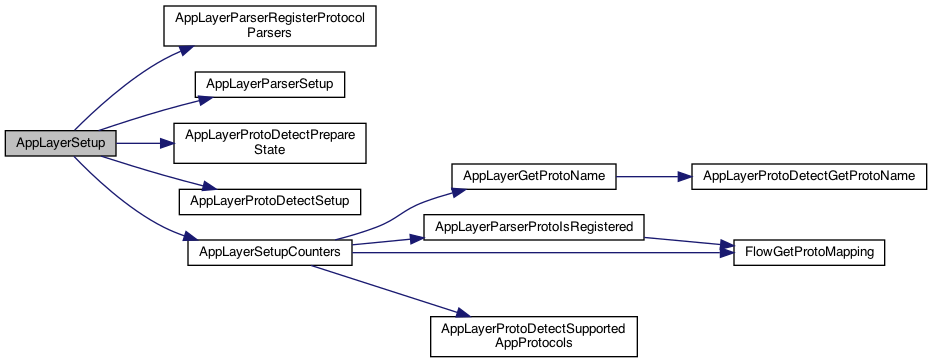 AppLayerParserRegisterProtocol
Parsers
AppLayerParserSetup
AppLayerSetup
AppLayerProtoDetectPrepare
State
AppLayerProtoDetectSetup
AppLayerSetupCounters
AppLayerGetProtoName
AppLayerProtoDetectGetProtoName
AppLayerParserProtoIsRegistered
FlowGetProtoMapping
AppLayerProtoDetectSupported
AppProtocols